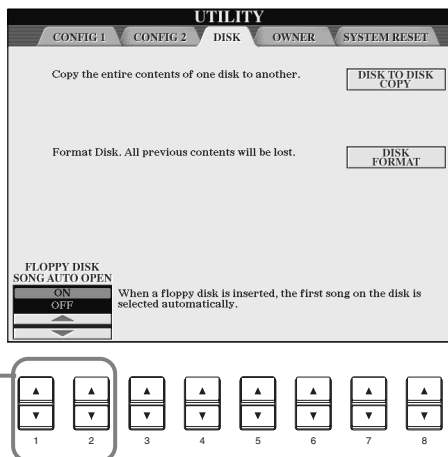 UTILITY
CONFIG 1 CONFIG 2 DISK OWNER SYSTEM RESET
Copy the entire contents of one disk to another.
DISK TO DISK
COPY
Format Disk. All previous contents will be lost.
DISK
FORMAT
FLOPPY DISK
SONG AUTO OPEN
ON
OFF
When a floppy disk is inserted, the first song on the disk is
selected automatically.
1 2 3 4 5 6 7 8